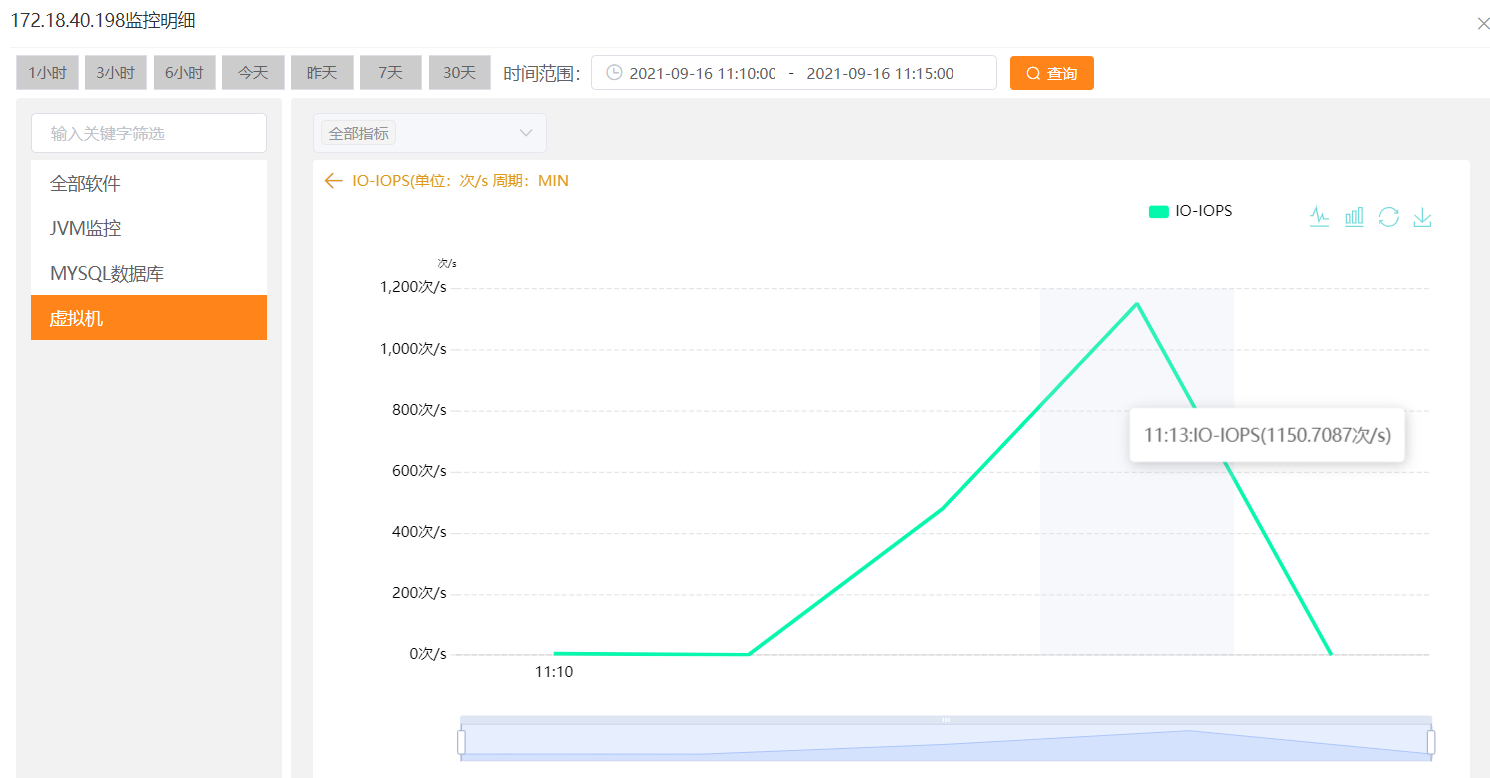 172.18.40.198监控明细
1小时 3小时 6小时 今天 昨天 7天 30天 时间范围： 2021-09-16 11:10:00 - 2021-09-16 11:15:00 查询
输入关键字筛选
全部软件
JVM监控
MYSQL数据库
虚拟机
全部指标
IO-IOPS(单位：次/s 周期：MIN
IO-IOPS
次/s
1,200次/s
1,000次/s
800次/s
11:13:IO-IOPS(1150.7087次/s)
600次/s
400次/s
200次/s
0次/s
11:10